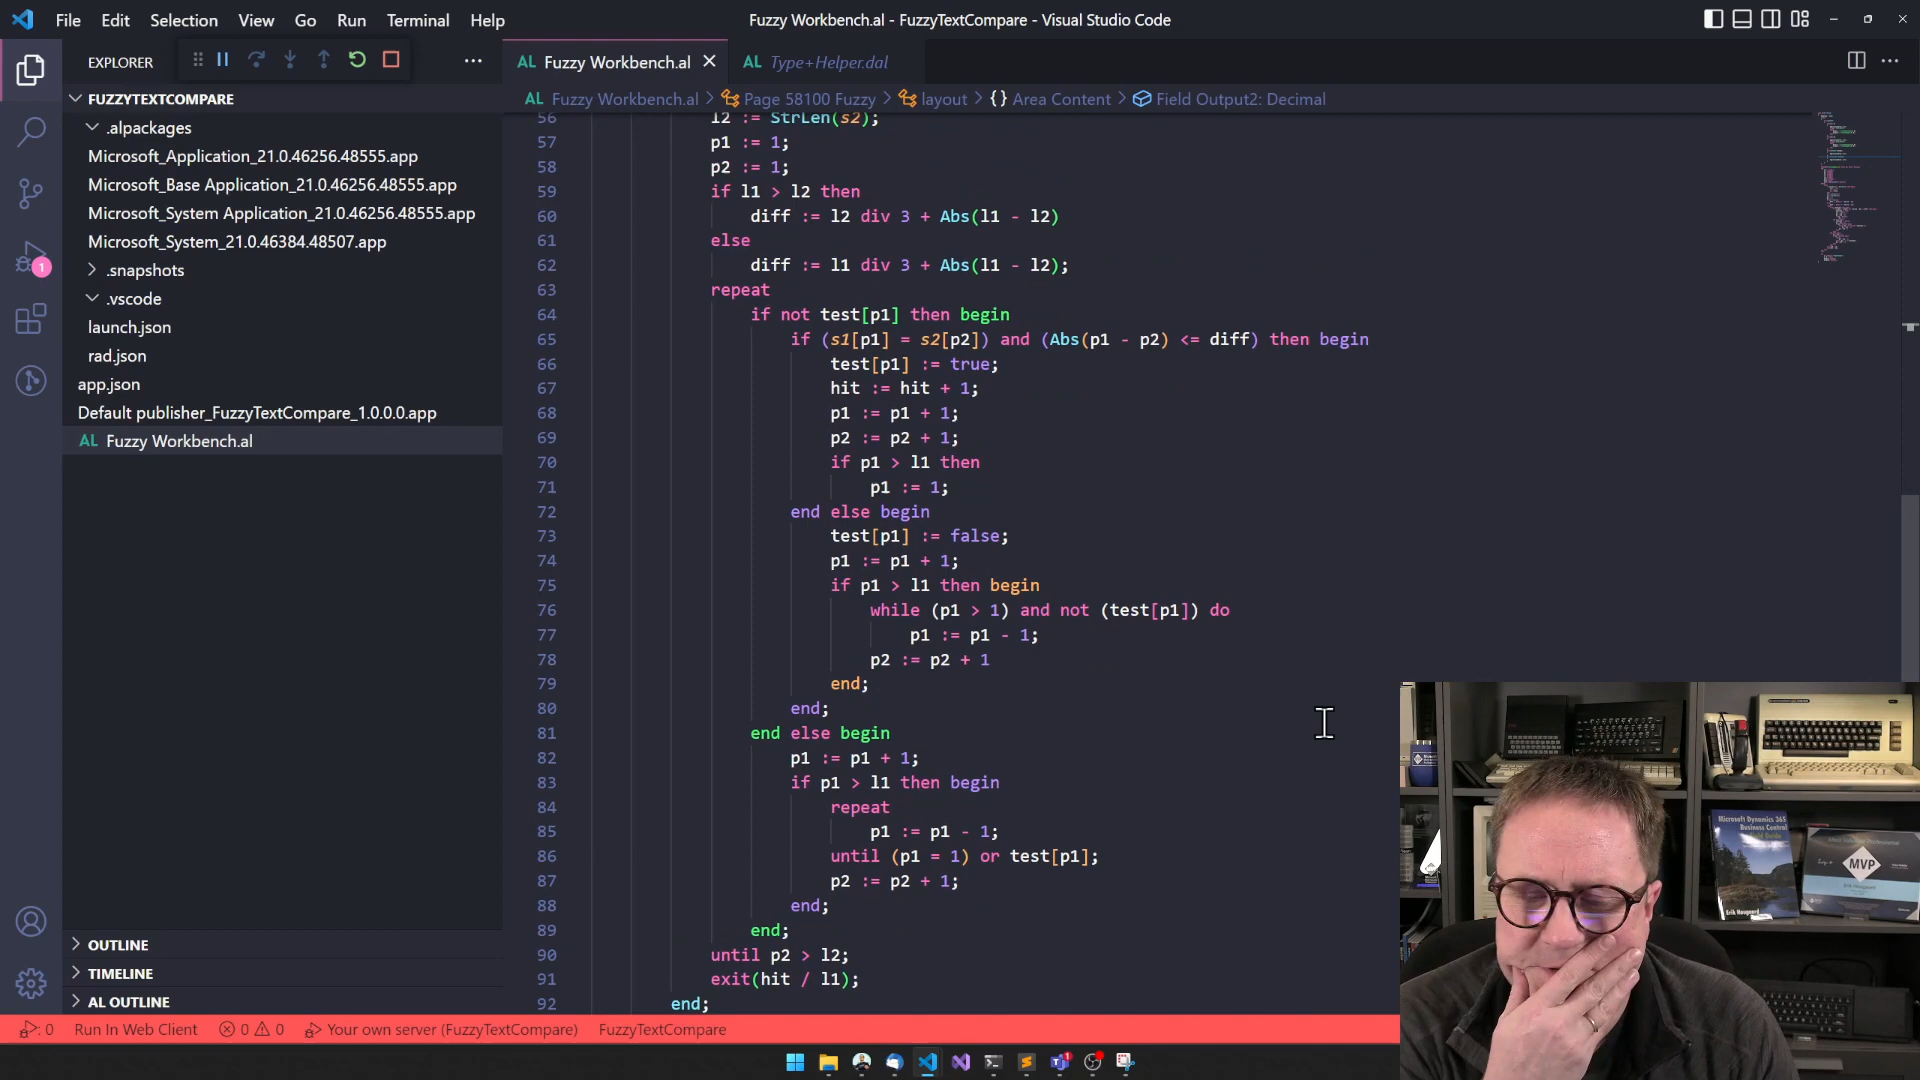 File Edit Selection View Go Run Terminal Help
Fuzzy Workbench.al - FuzzyTextCompare - Visual Studio Code
EXPLORER
AL Fuzzy Workbench.al
AL Type+Helper.dal
AL Fuzzy Workbench.al > Page 58100 Fuzzy > layout > {} Area Content > Field Output2: Decimal
FUZZYTEXTCOMPARE
.alpackages
Microsoft_Application_21.0.46256.48555.app
Microsoft_Base Application_21.0.46256.48555.app
Microsoft_System Application_21.0.46256.48555.app
Microsoft_System_21.0.46384.48507.app
.snapshots
.vscode
launch.json
rad.json
app.json
Default publisher_FuzzyTextCompare_1.0.0.0.app
AL Fuzzy Workbench.al
1
OUTLINE
TIMELINE
AL OUTLINE
56 l2 := StrLen(s2);
57 p1 := 1;
58 p2 := 1;
59 if l1 > l2 then
60 diff := l2 div 3 + Abs(l1 - l2)
61 else
62 diff := l1 div 3 + Abs(l1 - l2);
63 repeat
64 if not test[p1] then begin
65 if (s1[p1] = s2[p2]) and (Abs(p1 - p2) <= diff) then begin
66 test[p1] := true;
67 hit := hit + 1;
68 p1 := p1 + 1;
69 p2 := p2 + 1;
70 if p1 > l1 then
71 p1 := 1;
72 end else begin
73 test[p1] := false;
74 p1 := p1 + 1;
75 if p1 > l1 then begin
76 while (p1 > 1) and not (test[p1]) do
77 p1 := p1 - 1;
78 p2 := p2 + 1
79 end;
80 end;
81 end else begin
82 p1 := p1 + 1;
83 if p1 > l1 then begin
84 repeat
85 p1 := p1 - 1;
86 until (p1 = 1) or test[p1];
87 p2 := p2 + 1;
88 end;
89 end;
90 until p2 > l2;
91 exit(hit / l1);
92 end;
Microsoft Dynamics 365
Business Control
Erik Hougaard
MVP
: 0 Run In Web Client 0 0 Your own server (FuzzyTextCompare) FuzzyTextCompare
1